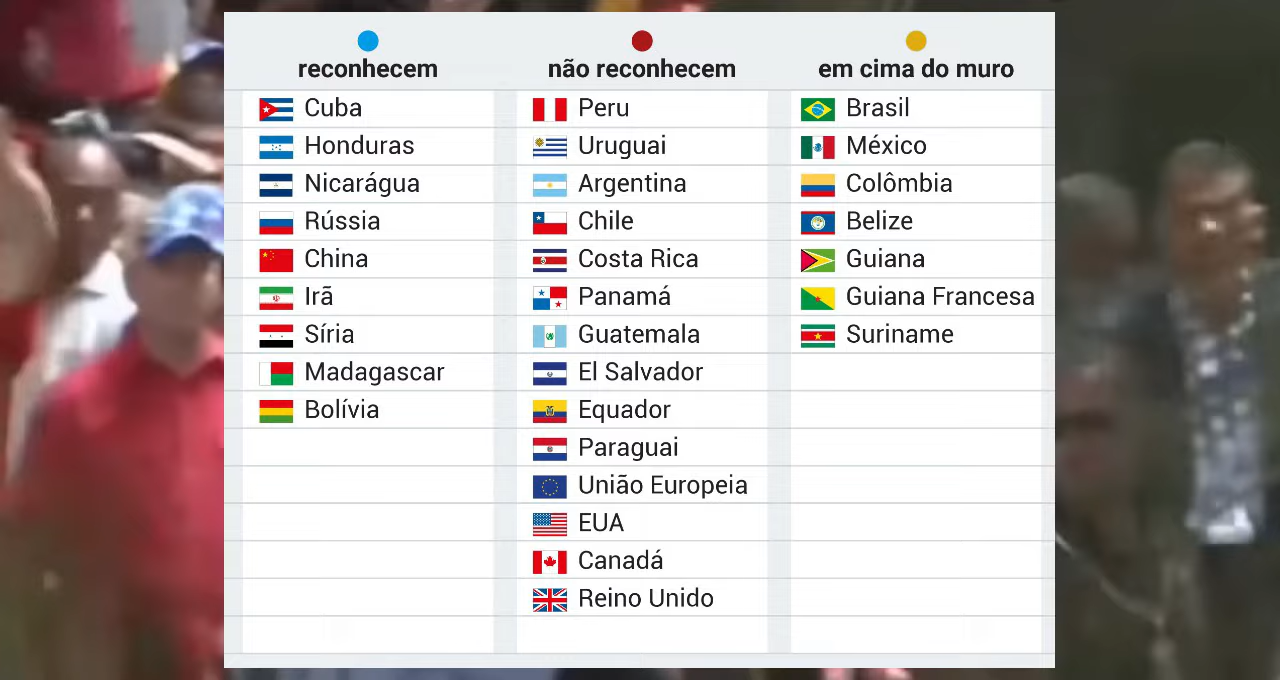 reconhecem
não reconhecem
em cima do muro
Cuba
Peru
Brasil
Honduras
Uruguai
México
Nicarágua
Argentina
Colômbia
Rússia
Chile
Belize
China
Costa Rica
Guiana
Irã
Panamá
Guiana Francesa
Síria
Guatemala
Suriname
Madagascar
El Salvador
Bolívia
Equador
Paraguai
União Europeia
EUA
Canadá
Reino Unido